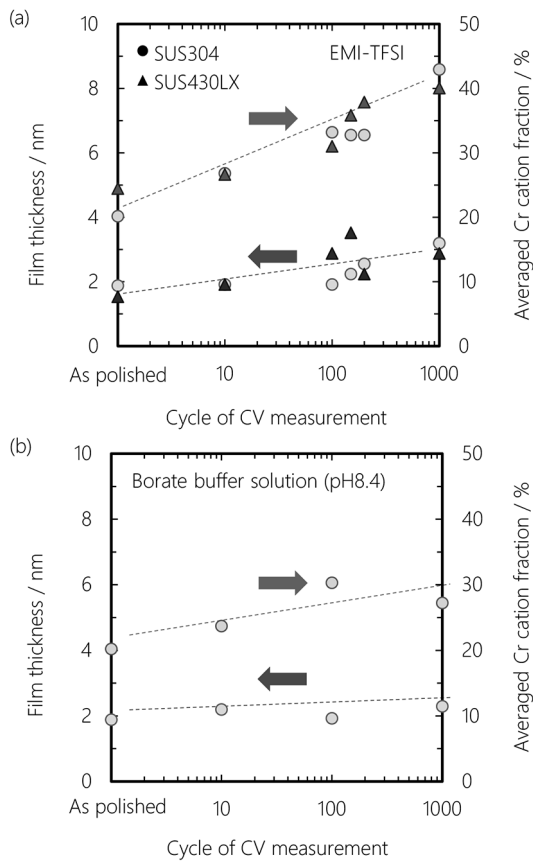 (a)
● SUS304
▲ SUS430LX
EMI-TFSI
10
8
6
4
2
0
Film thickness / nm
50
40
30
20
10
0
Averaged Cr cation fraction / %
As polished
10
100
1000
Cycle of CV measurement
(b)
Borate buffer solution (pH8.4)
10
8
6
4
2
0
Film thickness / nm
50
40
30
20
10
0
Averaged Cr cation fraction / %
As polished
10
100
1000
Cycle of CV measurement